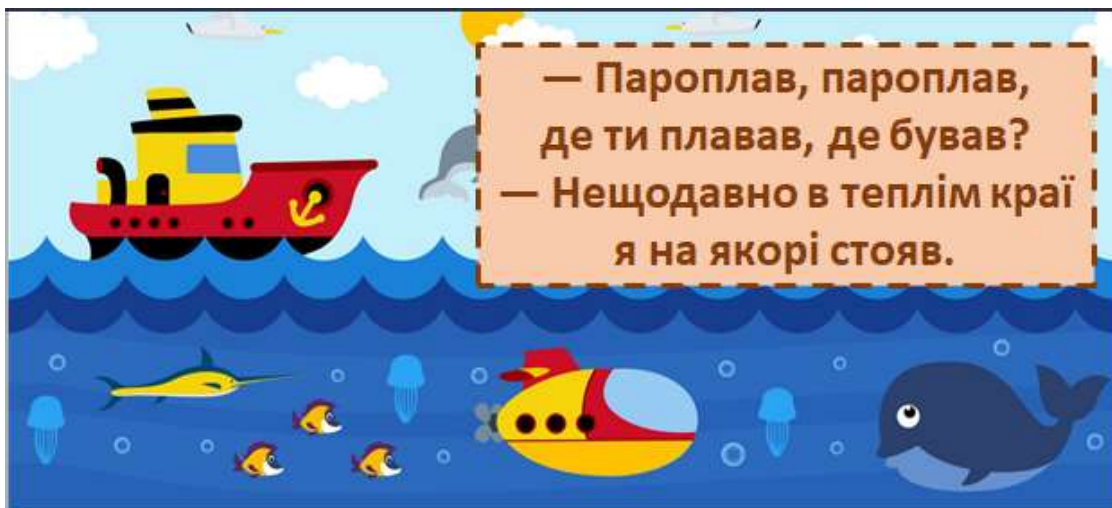 — Пароплав, пароплав,
де ти плавав, де бував?
— Нещодавно в теплім краї
я на якорі стояв.